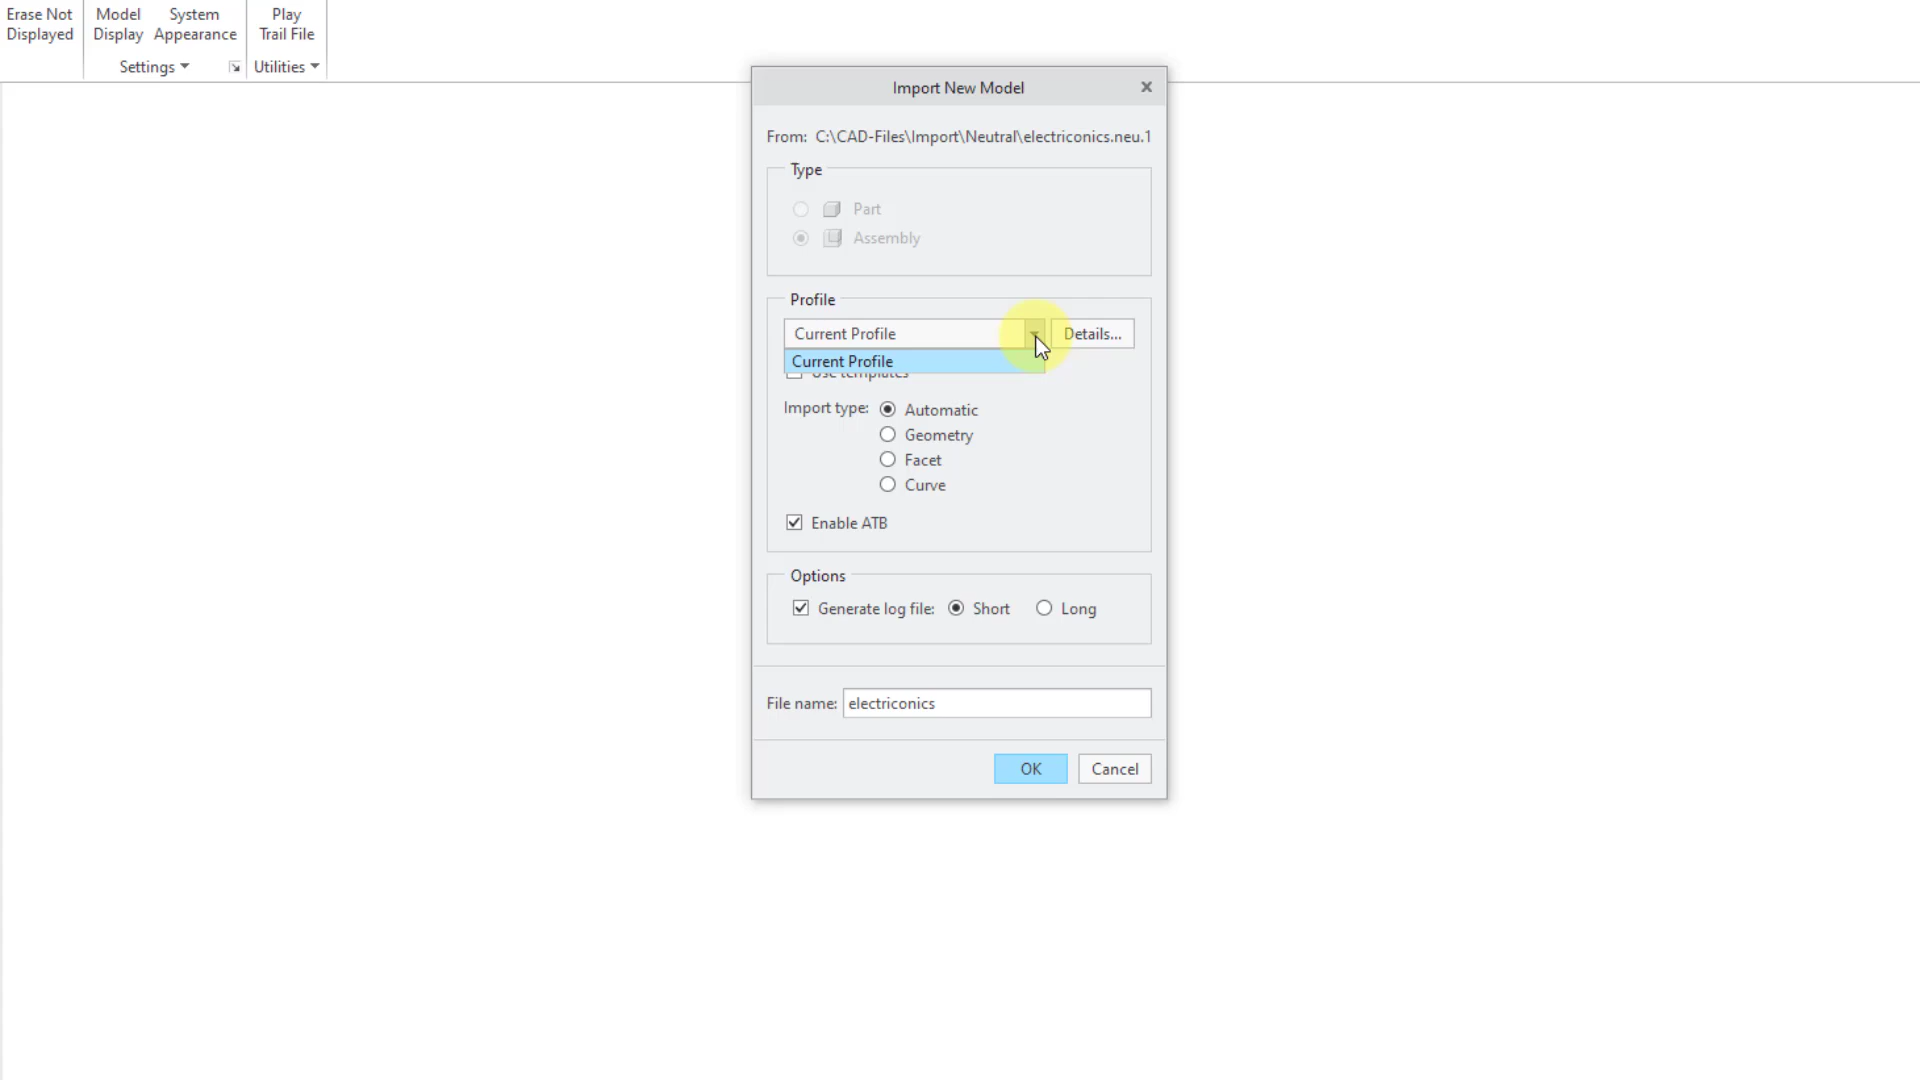 Erase Not
Displayed
Model
Display
System
Appearance
Settings
Play
Trail File
Utilities
Import New Model
From: C:\CAD-Files\Import\Neutral\electriconics.neu.1
Type
Part
Assembly
Profile
Current Profile
Details...
Current Profile
Use templates
Import type:
Automatic
Geometry
Facet
Curve
Enable ATB
Options
Generate log file: Short Long
File name: electriconics
OK Cancel